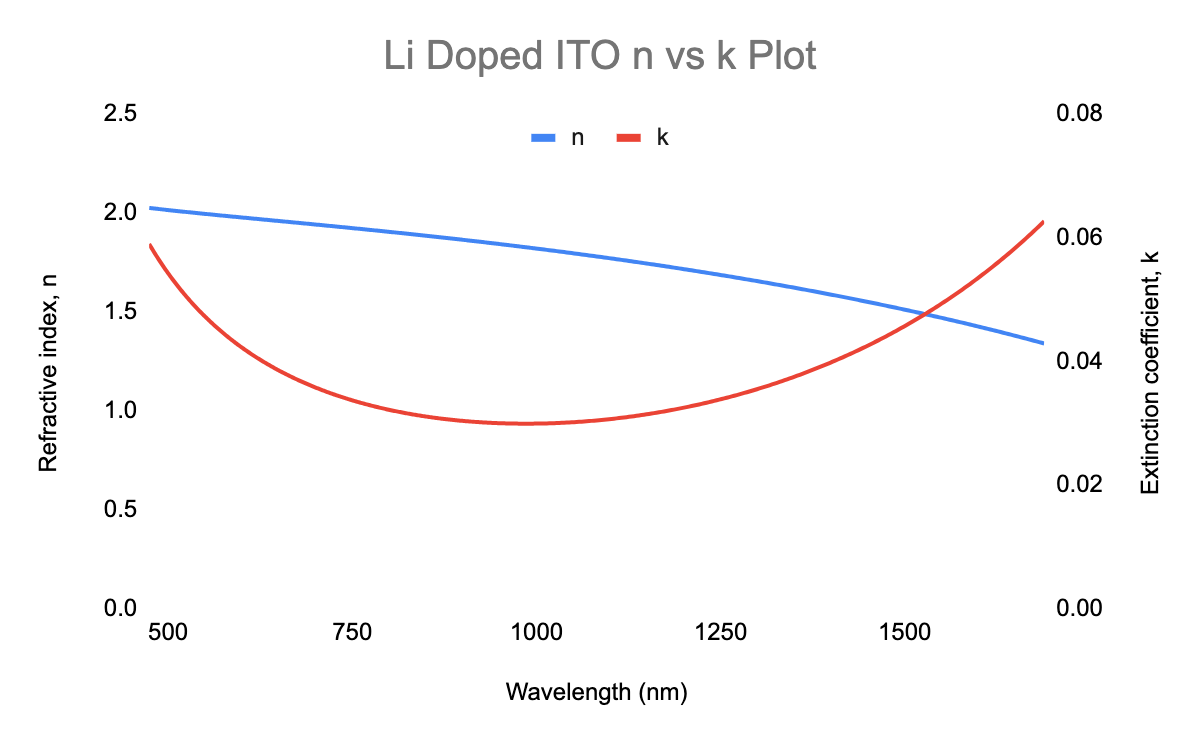 Li Doped ITO n vs k Plot
n k
2.5
2.0
1.5
1.0
0.5
0.0
Refractive index, n
0.08
0.06
0.04
0.02
0.00
Extinction coefficient, k
500 750 1000 1250 1500
Wavelength (nm)